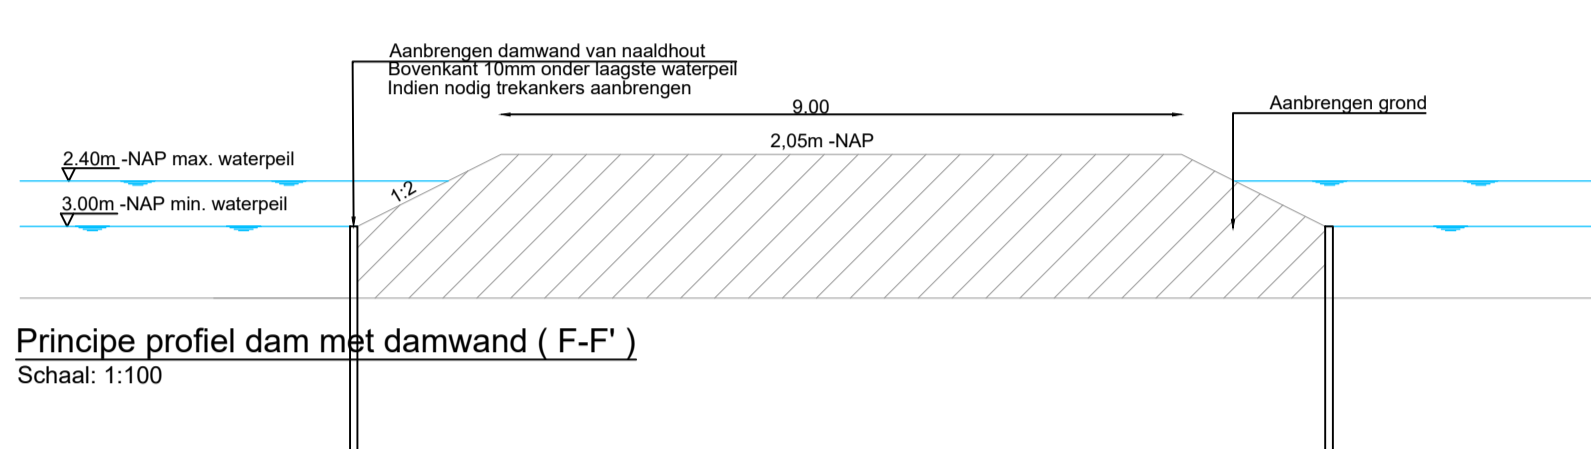 Aanbrengen damwand van naaldhout
Bovenkant 10mm onder laagste waterpeil
Indien nodig trekankers aanbrengen
9.00
Aanbrengen grond
2,05m -NAP
2.40m -NAP max. waterpeil
1:2
3.00m -NAP min. waterpeil
Principe profiel dam met damwand ( F-F' )
Schaal: 1:100